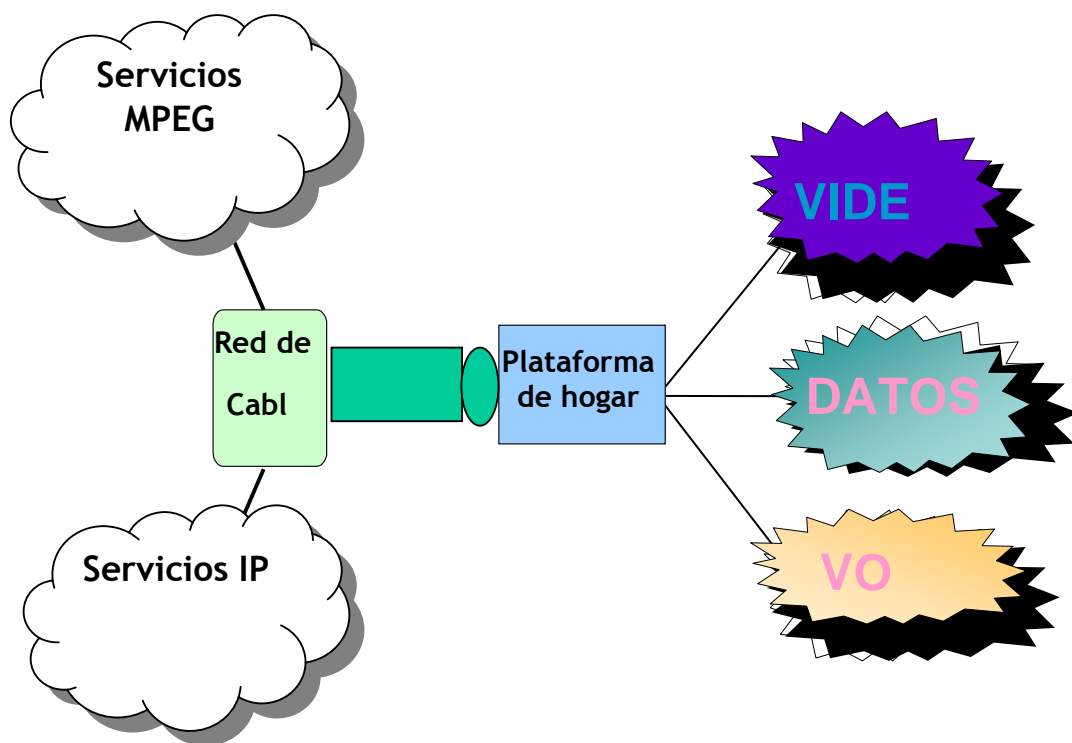 Servicios
MPEG
VIDE
Red de
Cabl
Plataforma
de hogar
DATOS
Servicios IP
VO